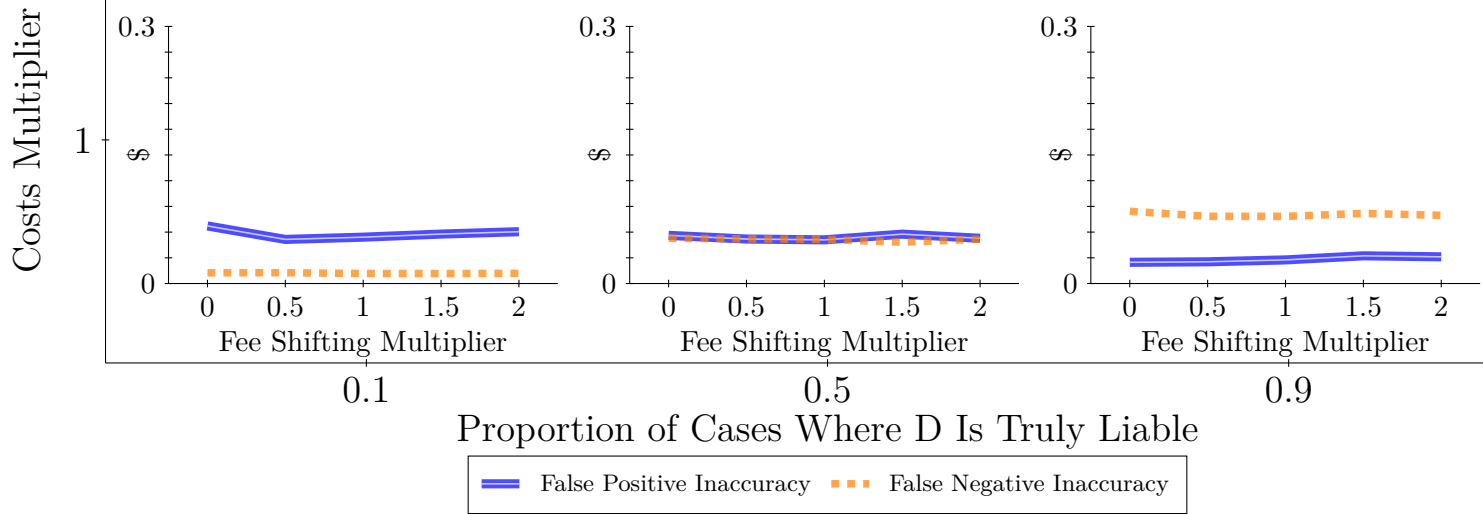 Costs Multiplier
1
0.3
$
0
0 0.5 1 1.5 2
Fee Shifting Multiplier
0.3
$
0
0 0.5 1 1.5 2
Fee Shifting Multiplier
0.3
$
0
0 0.5 1 1.5 2
Fee Shifting Multiplier
0.1 0.5 0.9
Proportion of Cases Where D Is Truly Liable
False Positive Inaccuracy False Negative Inaccuracy